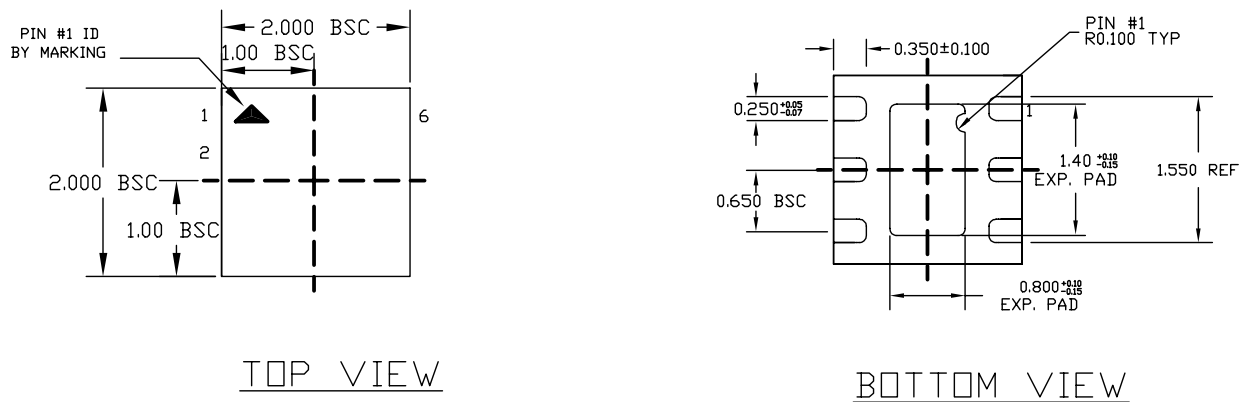 PIN #1 ID
BY MARKING
2.000 BSC
1.00 BSC
1
2
6
2.000 BSC
1.00 BSC
TOP VIEW
PIN #1
R0.100 TYP
0.350±0.100
0.250 +0.05 -0.07
1
1.40 +0.10 -0.15
EXP. PAD
1.550 REF
0.650 BSC
0.800 +0.10 -0.15
EXP. PAD
BOTTOM VIEW